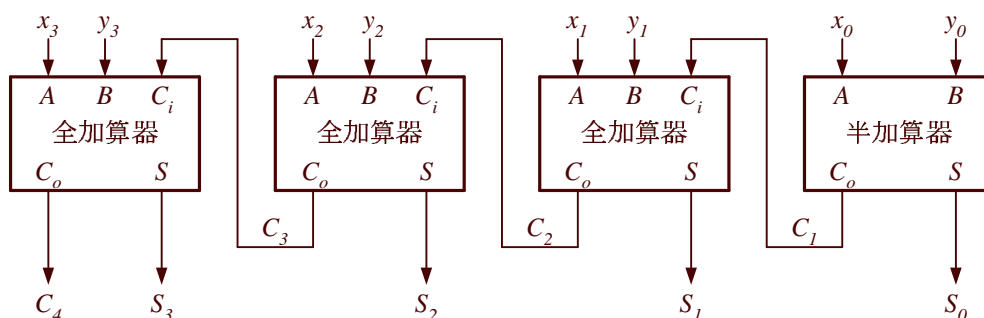 x₃ y₃ x₂ y₂ x₁ y₁ x₀ y₀
A B Cᵢ A B Cᵢ A B Cᵢ A B
全加算器 全加算器 全加算器 半加算器
Cₒ S Cₒ S Cₒ S Cₒ S
C₃ C₂ C₁
C₄ S₃ S₂ S₁ S₀